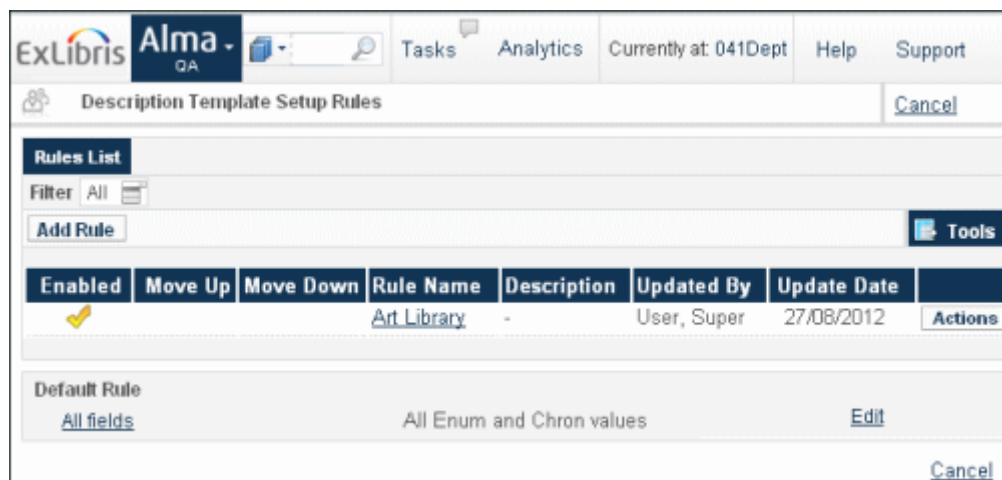 ExLibris Alma QA Tasks Analytics Currently at: 041Dept Help Support
Description Template Setup Rules Cancel
Rules List
Filter All
Add Rule Tools
Enabled Move Up Move Down Rule Name Description Updated By Update Date
Art Library - User, Super 27/08/2012 Actions
Default Rule
All fields All Enum and Chron values Edit
Cancel